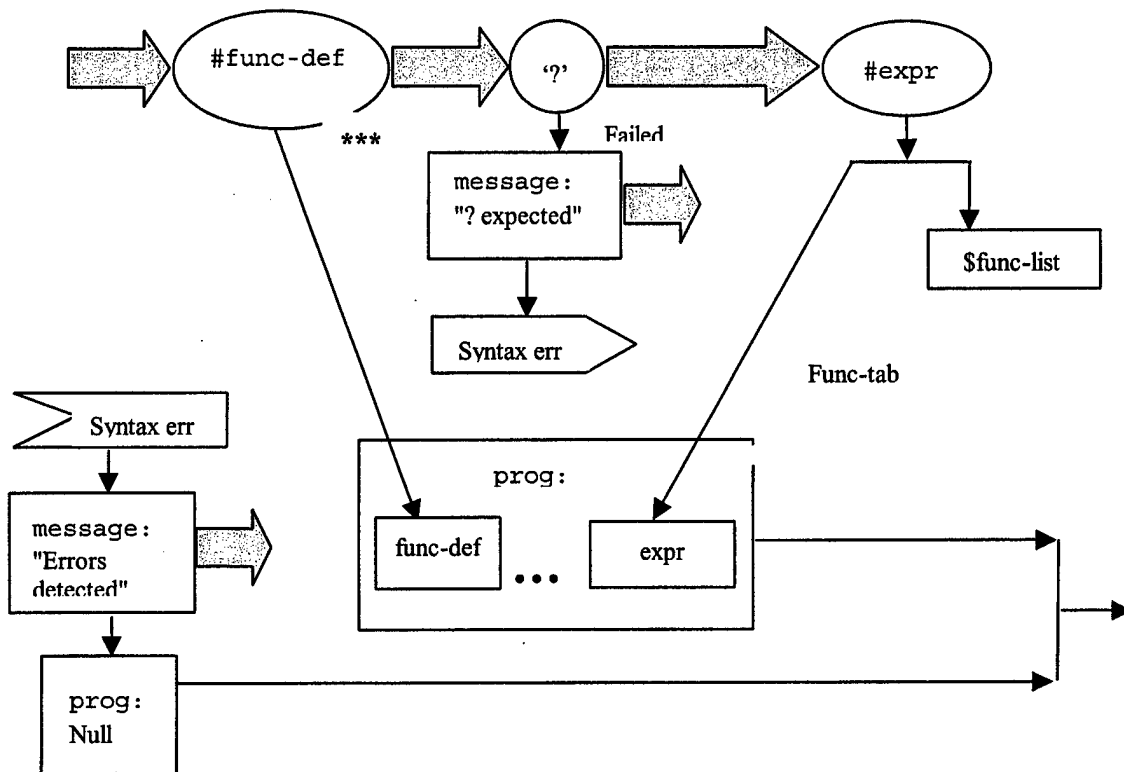 #func-def
‘?’
#expr
***
Failed
message:
"? expected"
$func-list
Syntax err
Func-tab
Syntax err
prog:
message:
"Errors
detected"
func-def
...
expr
prog:
Null